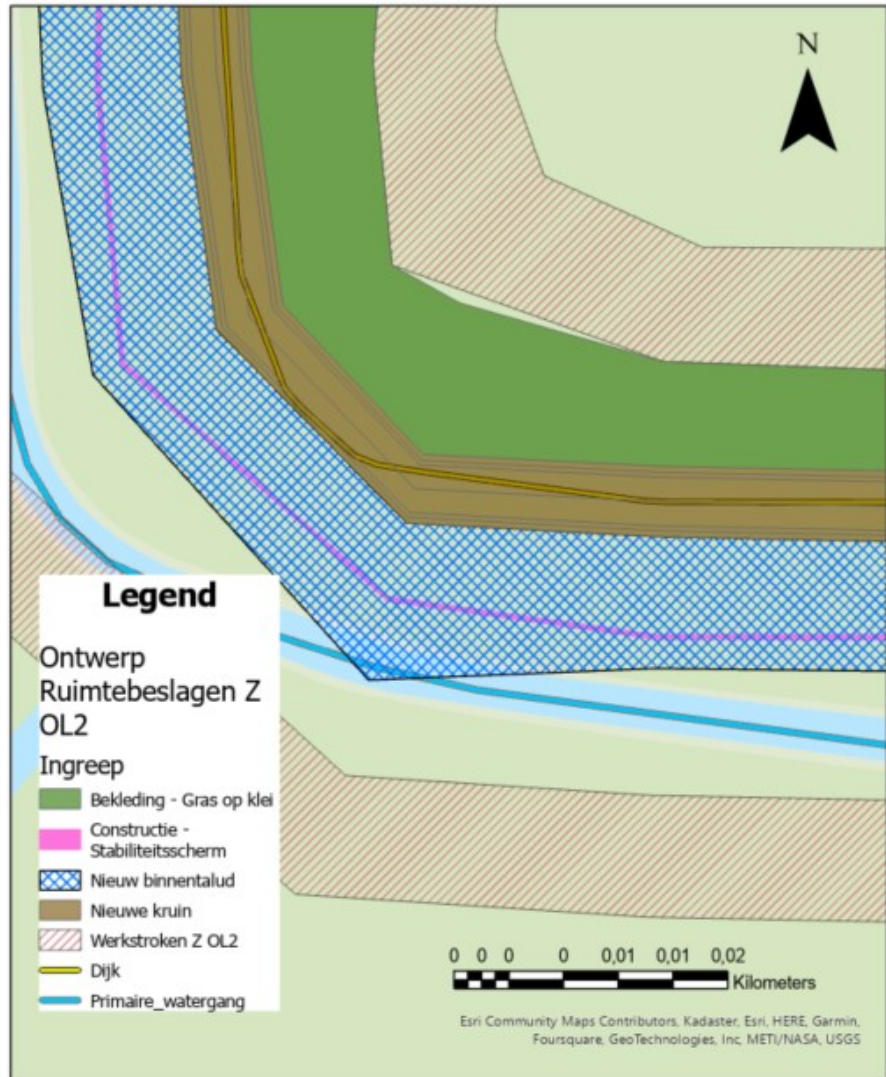 N
Legend
Ontwerp
Ruimtebeslagen Z
OL2
Ingreep
Bekleding - Gras op klei
Constructie -
Stabiliteitsscherm
Nieuw binnentalud
Nieuwe kruin
Werkstroken Z OL2
Dijk
Primaire_watergang
0 0 0 0 0,01 0,01 0,02
Kilometers
Esri Community Maps Contributors, Kadaster, Esri, HERE, Garmin,
Foursquare, GeoTechnologies, Inc, METI/NASA, USGS